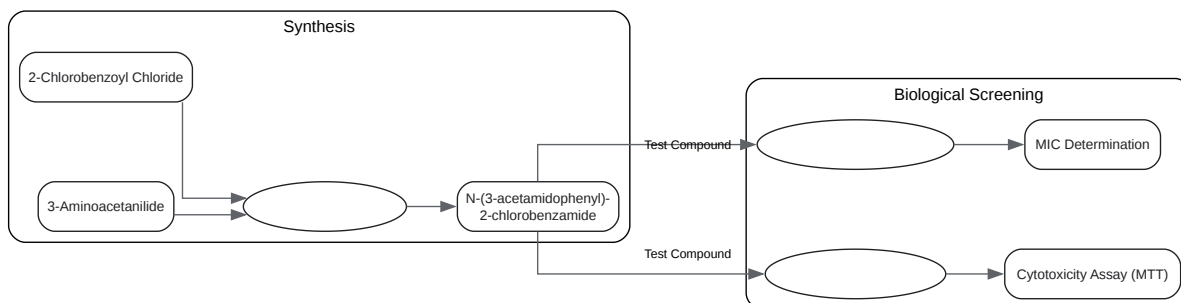 Synthesis
2-Chlorobenzoyl Chloride
3-Aminoacetanilide
N-(3-acetamidophenyl)-
2-chlorobenzamide
Test Compound
Test Compound
Biological Screening
MIC Determination
Cytotoxicity Assay (MTT)